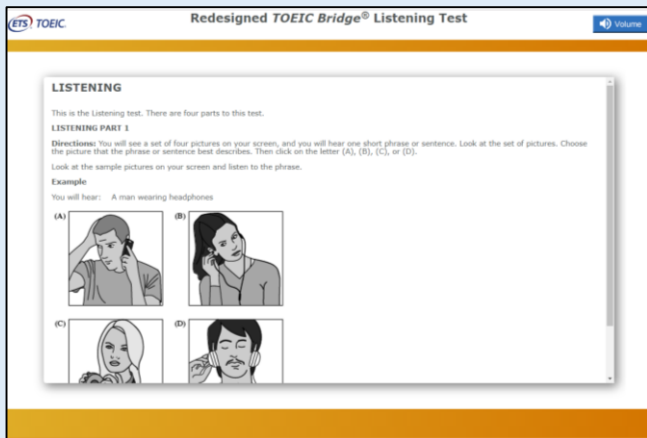 ETS TOEIC.
Redesigned TOEIC Bridge® Listening Test
Volume
LISTENING
This is the Listening test. There are four parts to this test.
LISTENING PART 1
Directions: You will see a set of four pictures on your screen, and you will hear one short phrase or sentence. Look at the set of pictures. Choose
the picture that the phrase or sentence best describes. Then click on the letter (A), (B), (C), or (D).
Look at the sample pictures on your screen and listen to the phrase.
Example
You will hear: A man wearing headphones
(A)
(B)
(C)
(D)